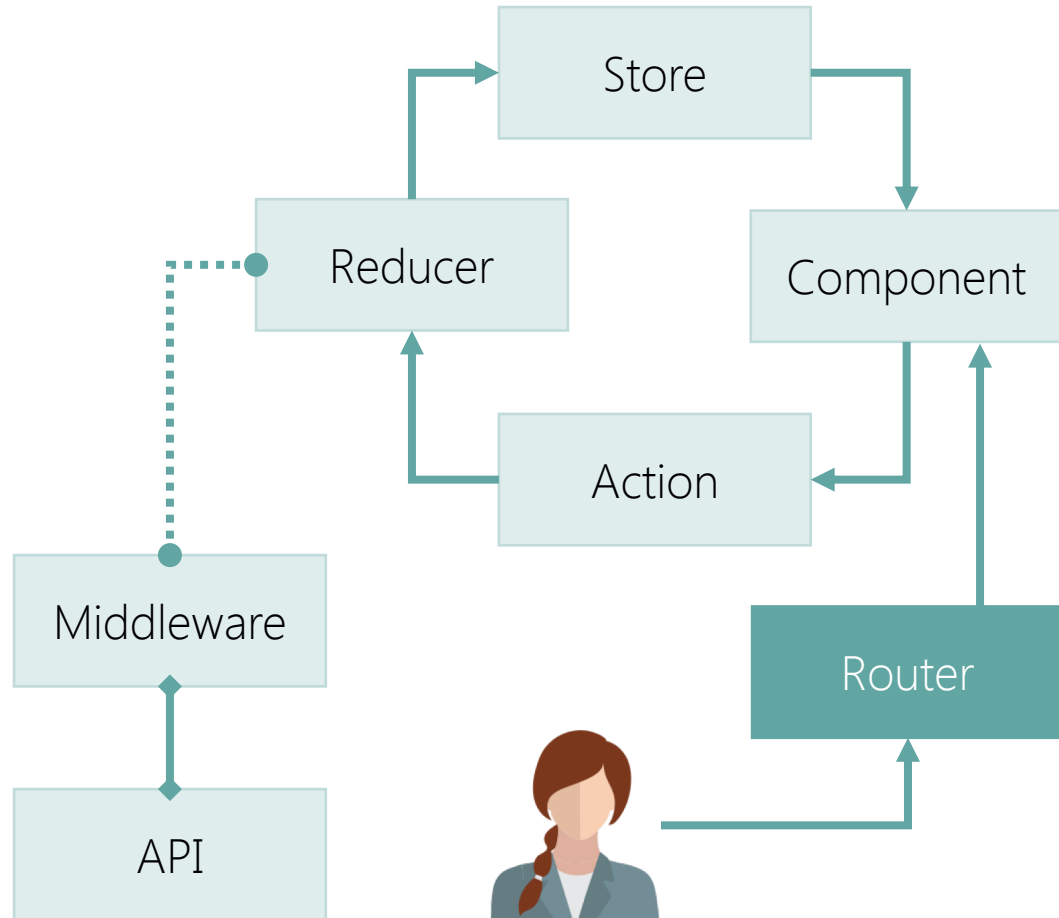 Store
Reducer
Component
Action
Middleware
Router
API